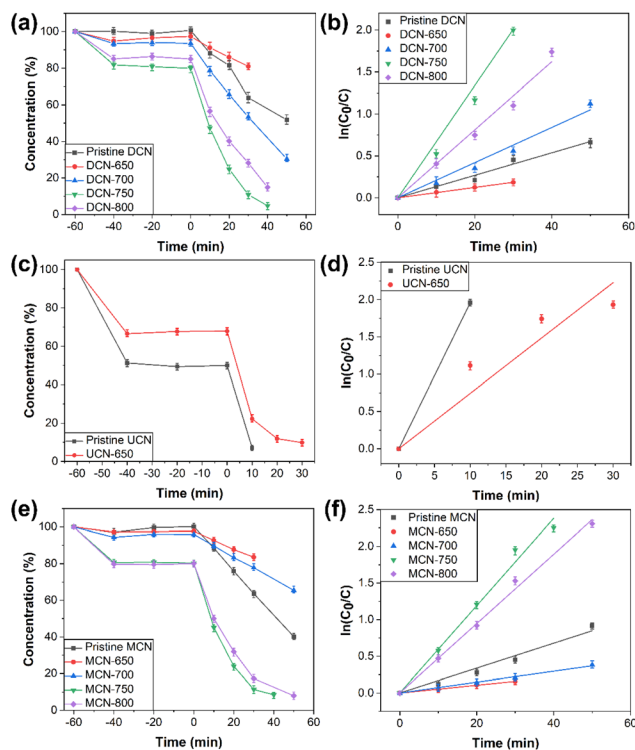 (a)
Concentration (%)
100
80
60
40
20
0
Pristine DCN
DCN-650
DCN-700
DCN-750
DCN-800
-60 -40 -20 0 20 40 60
Time (min)
(b)
ln(C₀/C)
2.0
1.5
1.0
0.5
0.0
Pristine DCN
DCN-650
DCN-700
DCN-750
DCN-800
0 20 40 60
Time (min)
(c)
Concentration (%)
100
80
60
40
20
0
Pristine UCN
UCN-650
-60 -50 -40 -30 -20 -10 0 10 20 30
Time (min)
(d)
ln(C₀/C)
2.5
2.0
1.5
1.0
0.5
0.0
Pristine UCN
UCN-650
0 5 10 15 20 25 30
Time (min)
(e)
Concentration (%)
100
80
60
40
20
0
Pristine MCN
MCN-650
MCN-700
MCN-750
MCN-800
-60 -40 -20 0 20 40 60
Time (min)
(f)
ln(C₀/C)
2.5
2.0
1.5
1.0
0.5
0.0
Pristine MCN
MCN-650
MCN-700
MCN-750
MCN-800
0 20 40 60
Time (min)